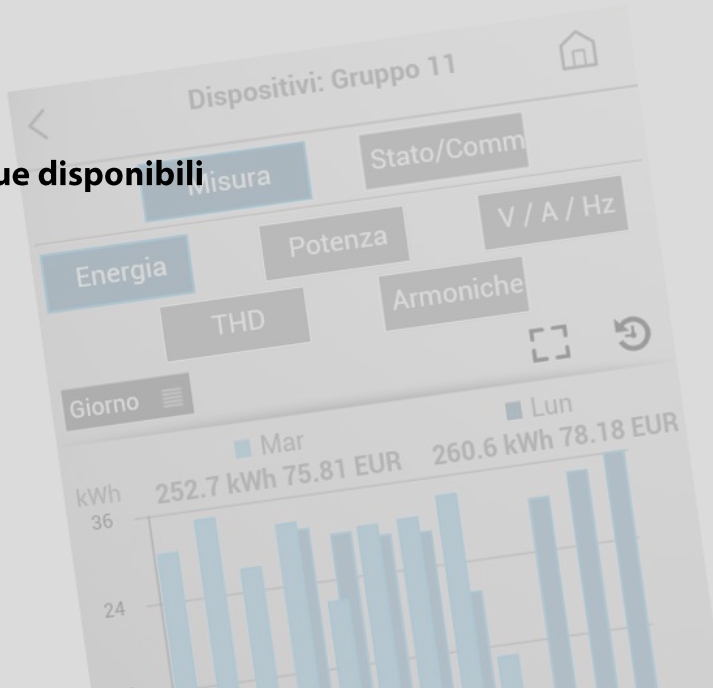 Dispositivi: Gruppo 11
ue disponibili
Misura
Stato/Comm
Energia
Potenza
V / A / Hz
THD
Armoniche
Giorno
Mar
Lun
252.7 kWh 75.81 EUR
260.6 kWh 78.18 EUR
kWh
36
24